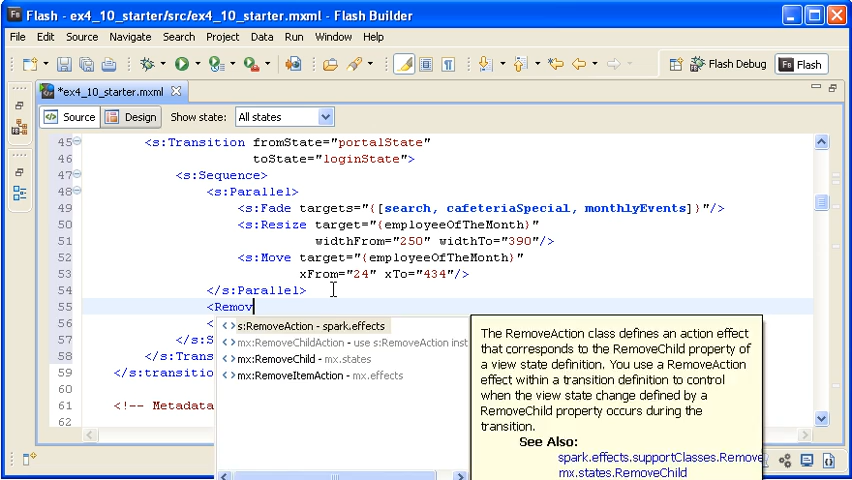 Flash - ex4_10_starter/src/ex4_10_starter.mxml - Flash Builder
File Edit Source Navigate Search Project Data Run Window Help
Flash Debug Flash
*ex4_10_starter.mxml
Source Design Show state: All states
45 <s:Transition fromState="portalState"
46 toState="loginState">
47 <s:Sequence>
48 <s:Parallel>
49 <s:Fade targets="{[search, cafeteriaSpecial, monthlyEvents]}"/>
50 <s:Resize target="{employeeOfTheMonth}"
51 widthFrom="250" widthTo="390"/>
52 <s:Move target="{employeeOfTheMonth}"
53 xFrom="24" xTo="434"/>
54 </s:Parallel>
55 <Remov
56 <
57 </s:S
58 </s:Trans
59 </s:transition
60
61 <!-- Metadata
62
s:RemoveAction - spark.effects
mx:RemoveChildAction - use s:RemoveAction inst
mx:RemoveChild - mx.states
mx:RemoveItemAction - mx.effects
The RemoveAction class defines an action effect
that corresponds to the RemoveChild property of
a view state definition. You use a RemoveAction
effect within a transition definition to control
when the view state change defined by a
RemoveChild property occurs during the
transition.
See Also:
spark.effects.supportClasses.Remove
mx.states.RemoveChild